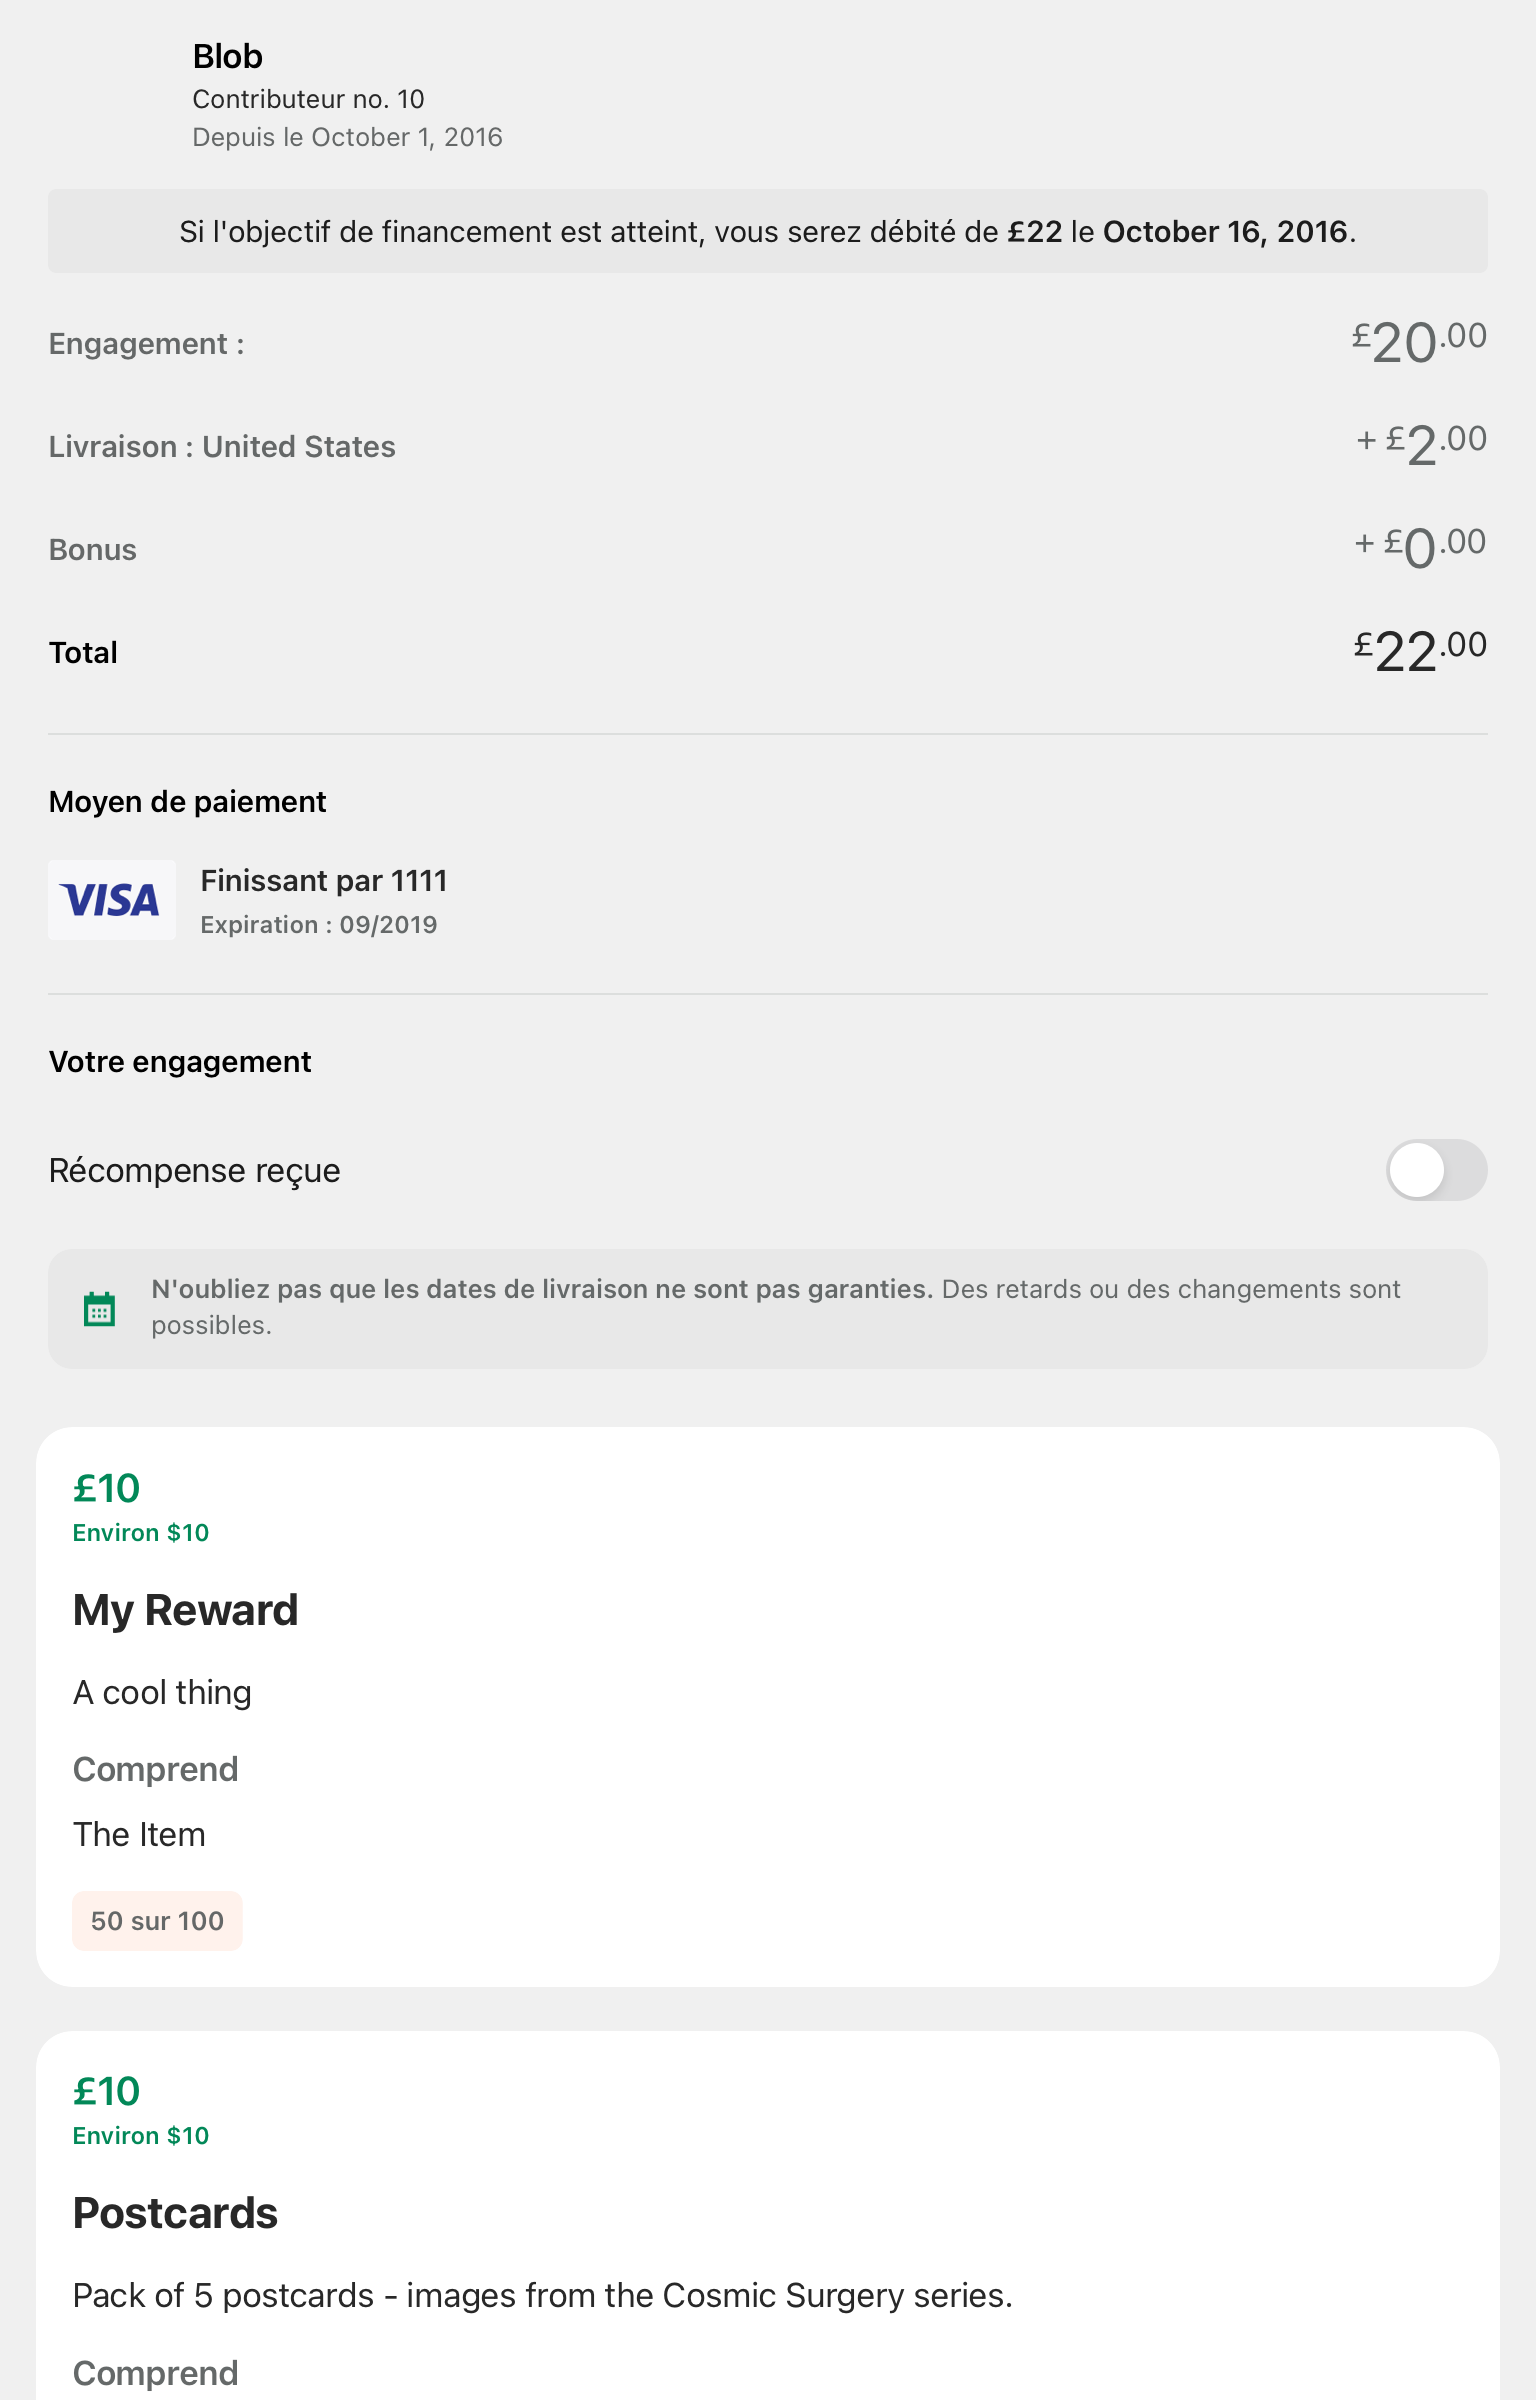 Blob
Contributeur no. 10
Depuis le October 1, 2016
Si l'objectif de financement est atteint, vous serez débité de £22 le October 16, 2016.
Engagement : £20.00
Livraison : United States + £2.00
Bonus + £0.00
Total £22.00
Moyen de paiement
VISA
Finissant par 1111
Expiration : 09/2019
Votre engagement
Récompense reçue
N'oubliez pas que les dates de livraison ne sont pas garanties. Des retards ou des changements sont
possibles.
£10
Environ $10
My Reward
A cool thing
Comprend
The Item
50 sur 100
£10
Environ $10
Postcards
Pack of 5 postcards - images from the Cosmic Surgery series.
Comprend